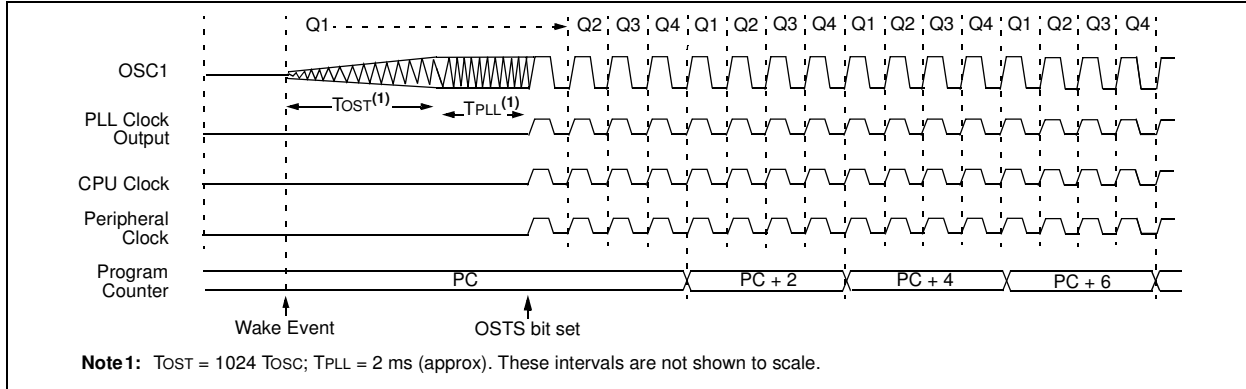 Q1 Q2 Q3 Q4 Q1 Q2 Q3 Q4 Q1 Q2 Q3 Q4 Q1 Q2 Q3 Q4
OSC1
TOST(1) TPLL(1)
PLL Clock
Output
CPU Clock
Peripheral
Clock
Program
Counter
PC PC + 2 PC + 4 PC + 6
Wake Event OSTS bit set
Note 1: TOST = 1024 TOSC; TPLL = 2 ms (approx). These intervals are not shown to scale.